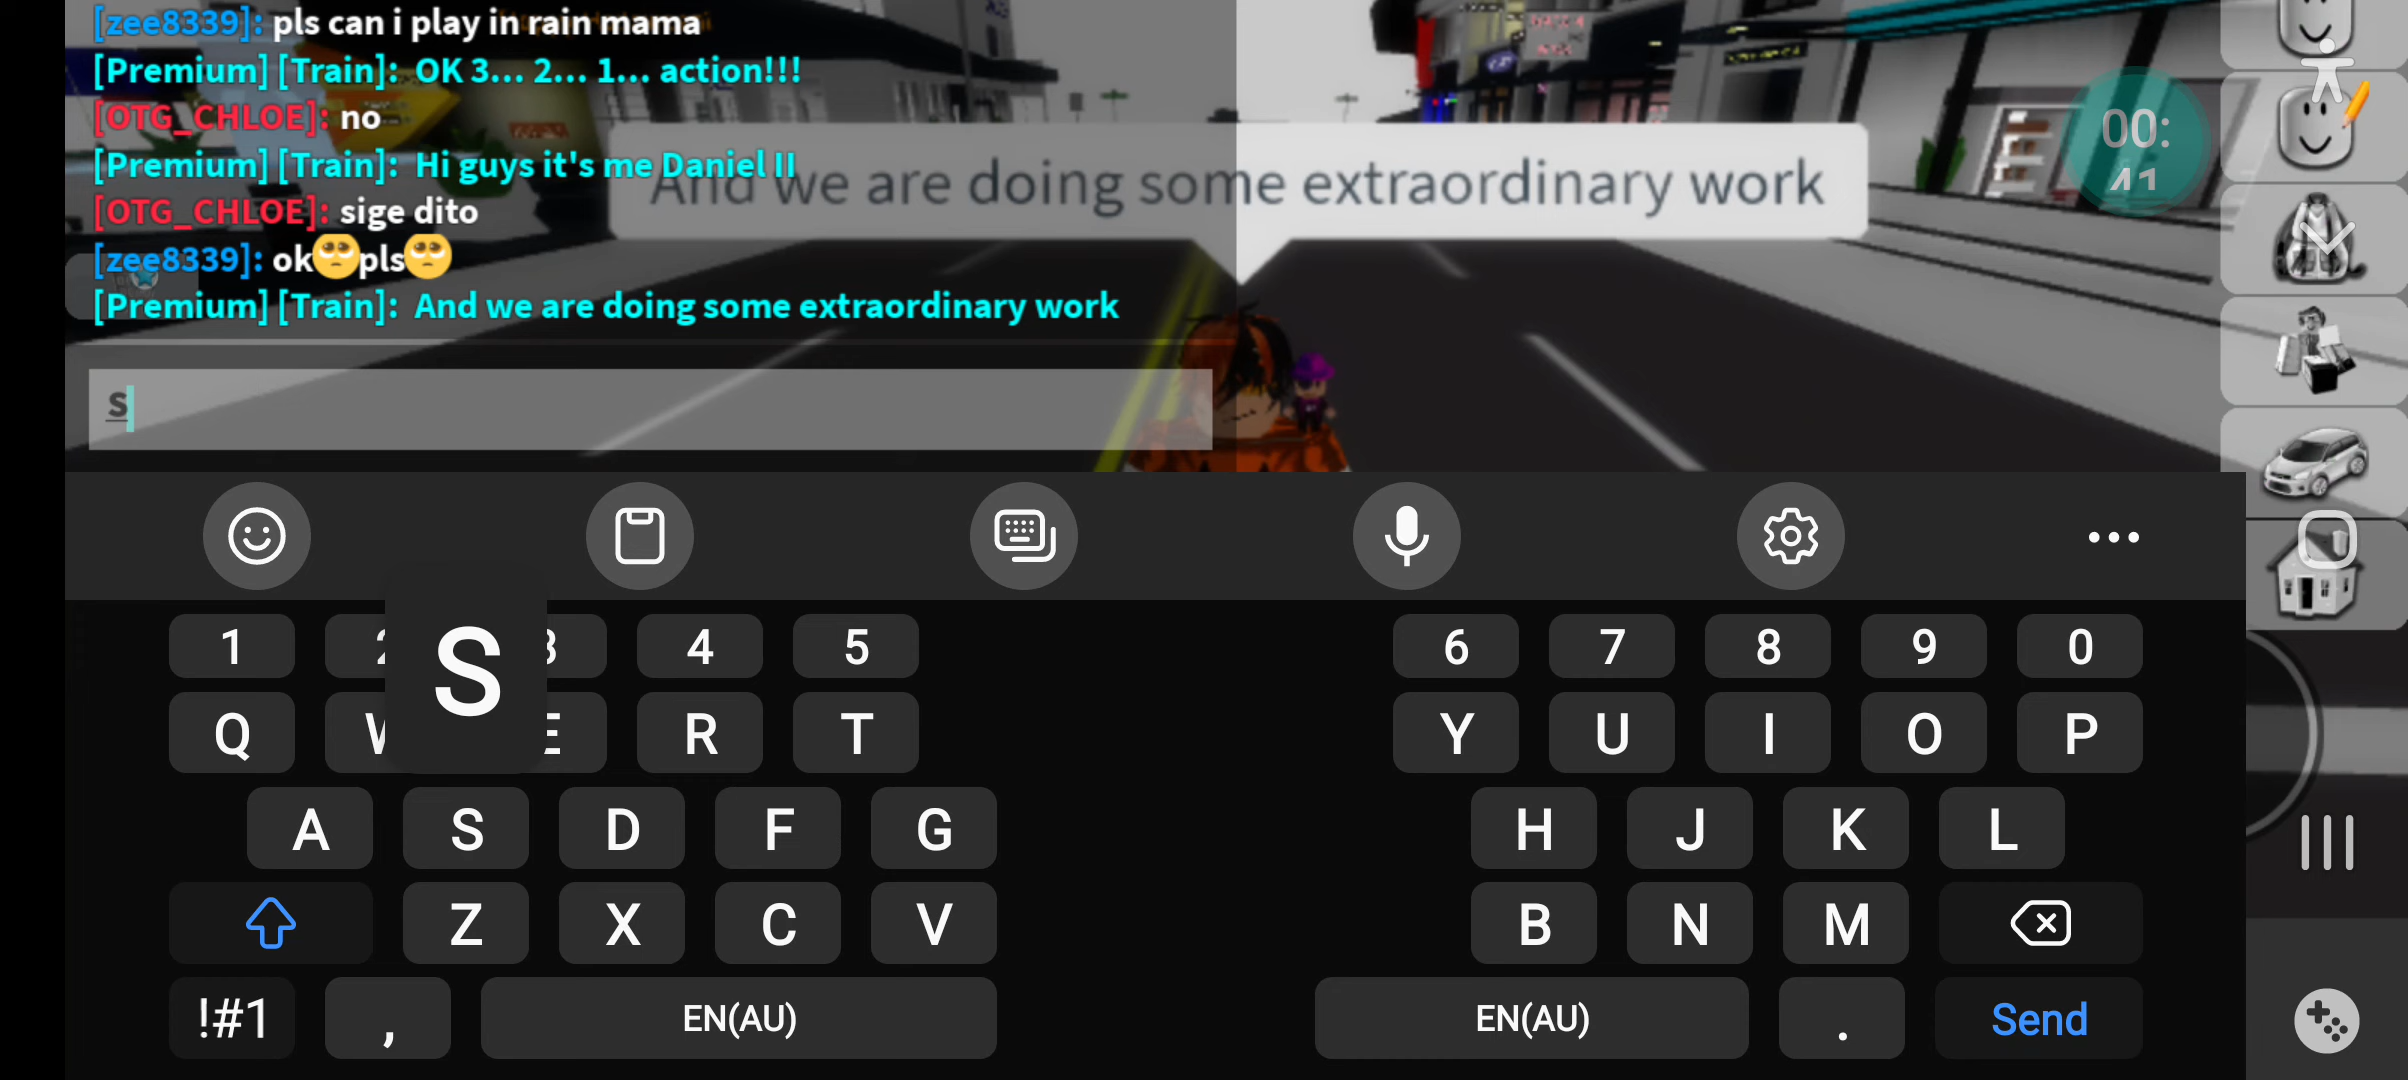 [zee8339]: pls can i play in rain mama
[Premium] [Train]: OK 3... 2... 1... action!!!
[OTG_CHLOE]: no
[Premium] [Train]: Hi guys it's me Daniel II
[OTG_CHLOE]: sige dito
[zee8339]: ok🥺pls🥺
[Premium] [Train]: And we are doing some extraordinary work
And we are doing some extraordinary work
00:
41
s
1 2 3 4 5 6 7 8 9 0
S
Q W E R T Y U I O P
A S D F G H J K L
Z X C V B N M
!#1 , EN(AU) EN(AU) . Send